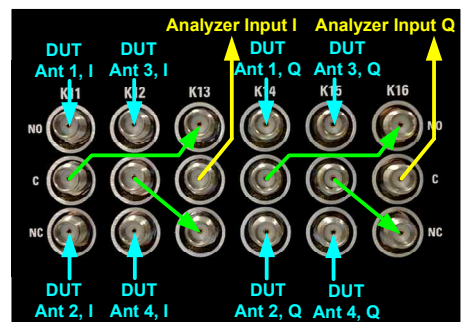 Analyzer Input I Analyzer Input Q
DUT DUT DUT DUT
Ant 1, I Ant 3, I Ant 1, Q Ant 3, Q
K11 K12 K13 K14 K15 K16
NO NO
C C
NC NC
DUT DUT DUT DUT
Ant 2, I Ant 4, I Ant 2, Q Ant 4, Q